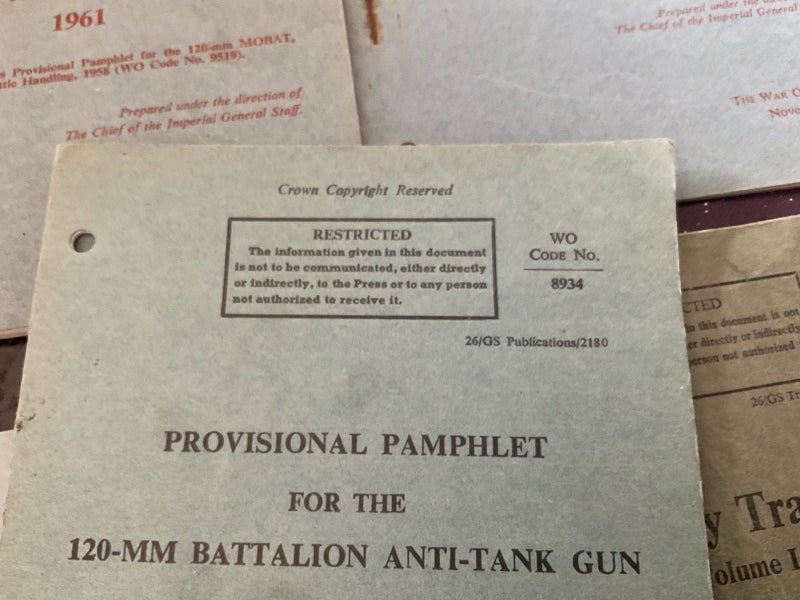 1961
s Provisional Pamphlet for the 120-mm MOBAT,
ttle Handling, 1958 (WO Code No. 9519).
Prepared under the direction of
The Chief of the Imperial General Staff.
Prepared under the
The Chief of the Imperial General
THE WAR O
Nove
Crown Copyright Reserved
RESTRICTED
The information given in this document
is not to be communicated, either directly
or indirectly, to the Press or to any person
not authorized to receive it.
WO
CODE No.
8934
26/GS Publications/2180
PROVISIONAL PAMPHLET
FOR THE
120-MM BATTALION ANTI-TANK GUN
TED
in this document is not
er directly or indirectly
erson not authorized
26/GS Tr
y Tra
olume I